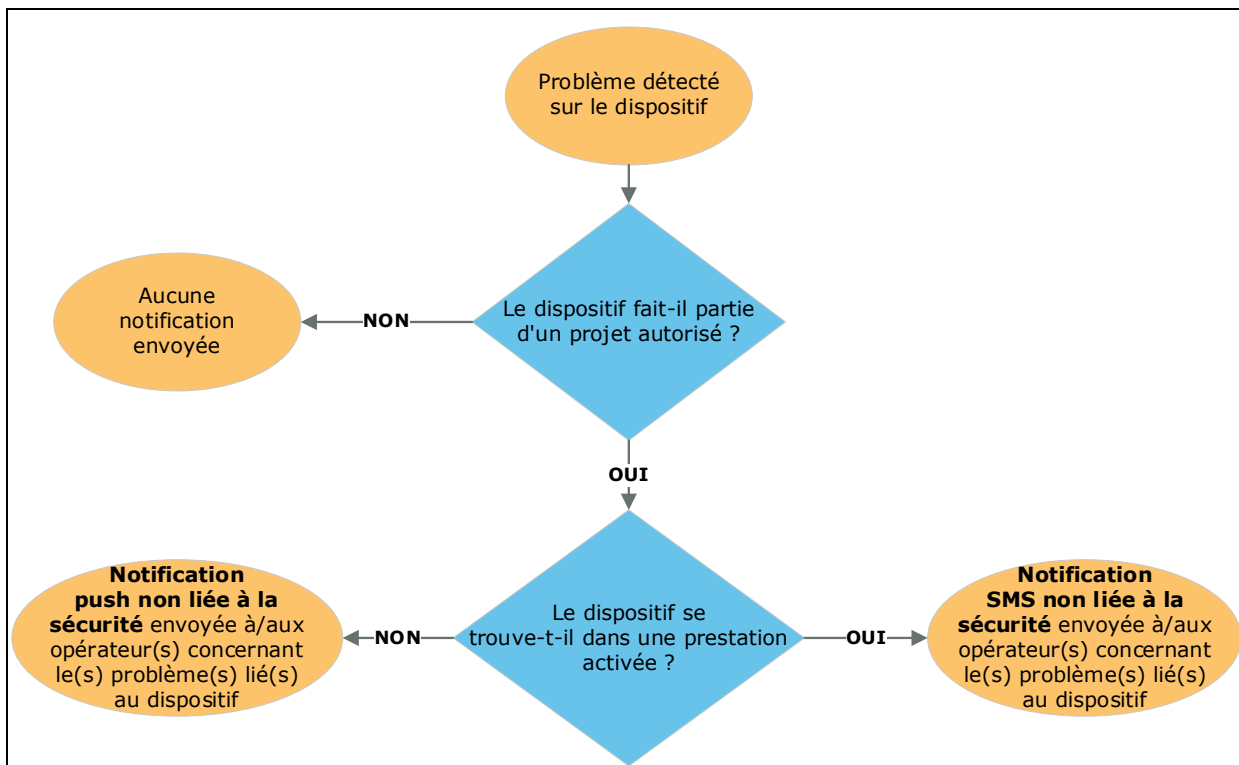 Problème détecté
sur le dispositif
Le dispositif fait-il partie
d'un projet autorisé ?
NON
Aucune
notification
envoyée
OUI
Le dispositif se
trouve-t-il dans une prestation
activée ?
NON
Notification
push non liée à la
sécurité envoyée à/aux
opérateur(s) concernant
le(s) problème(s) lié(s)
au dispositif
OUI
Notification
SMS non liée à la
sécurité envoyée à/aux
opérateur(s) concernant
le(s) problème(s) lié(s)
au dispositif